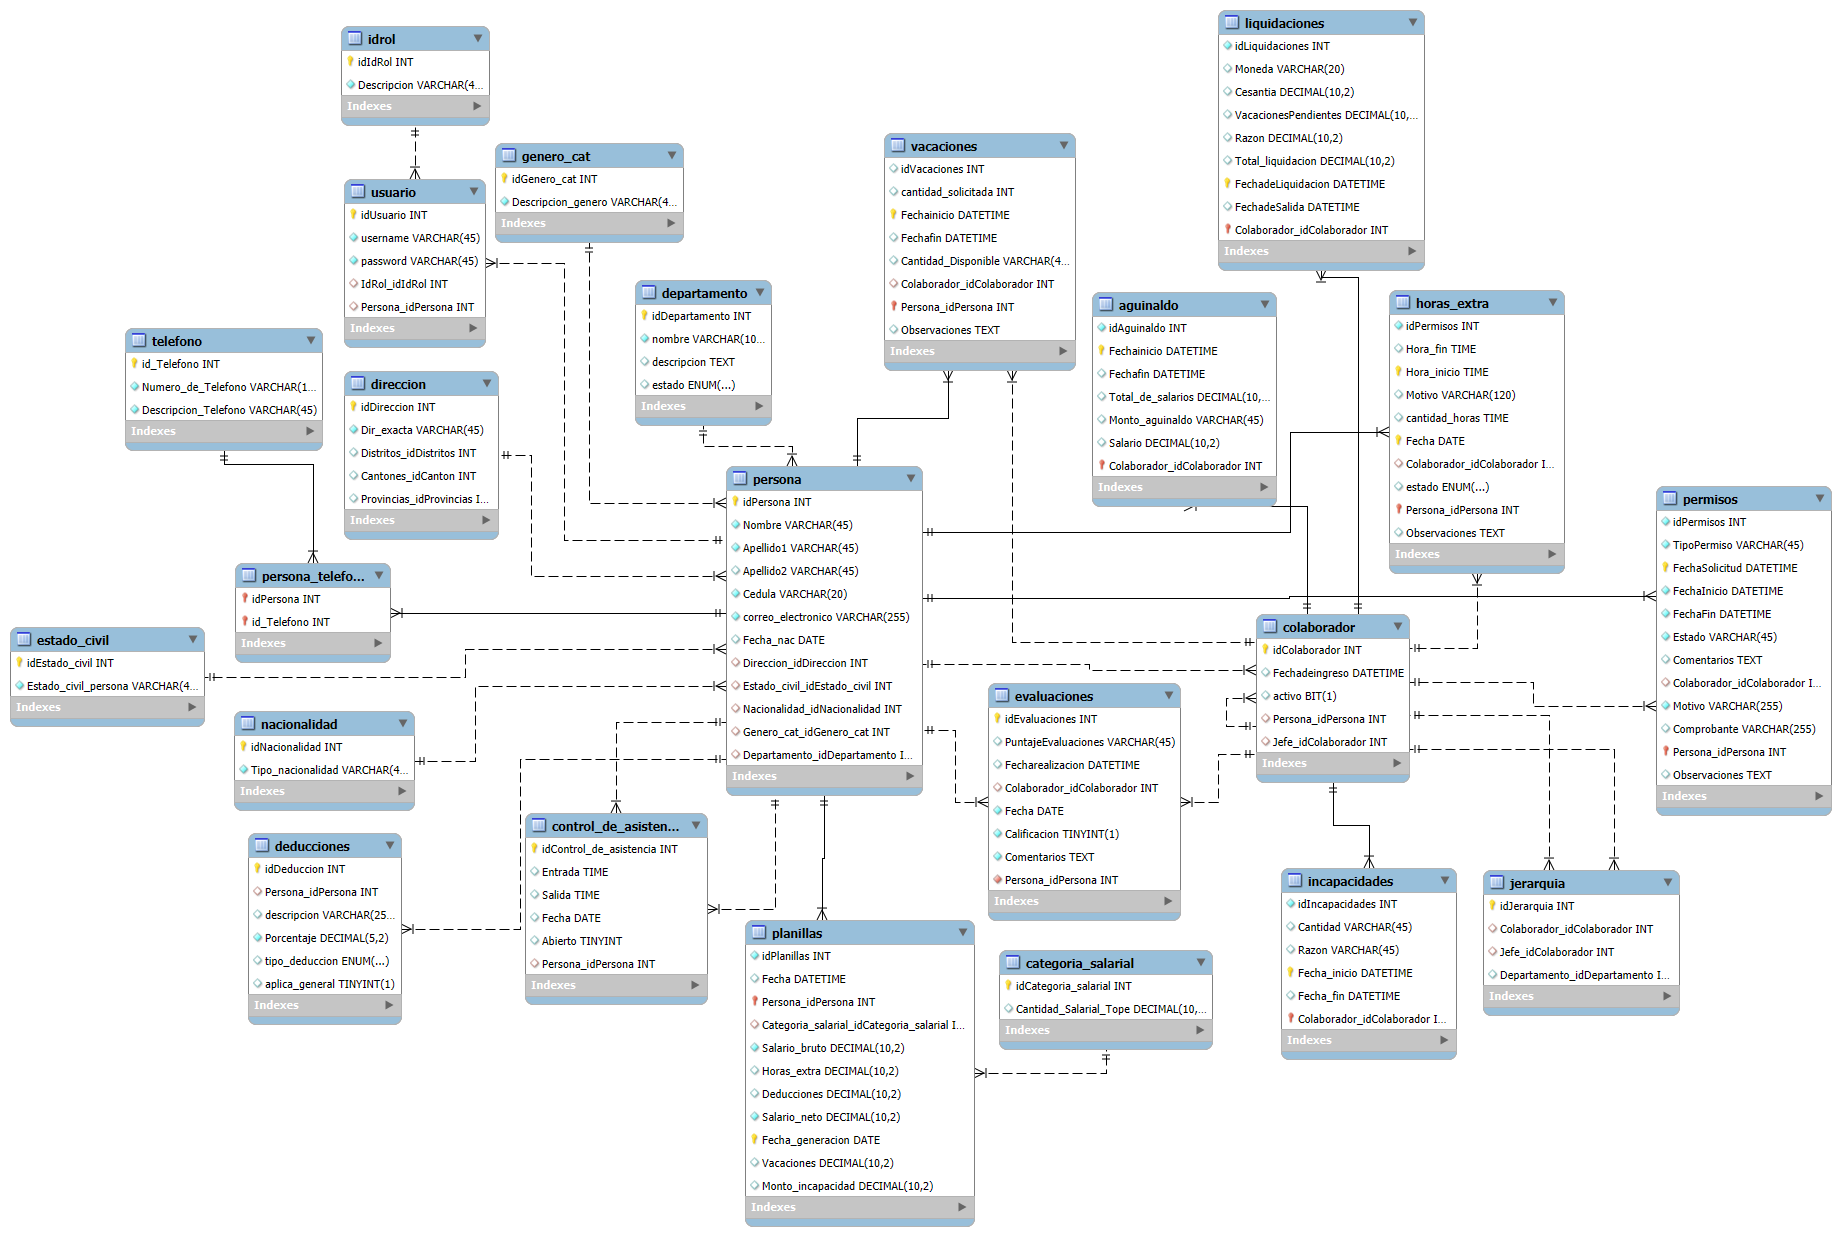 idrol
idIdRol INT
Descripcion VARCHAR(4...
Indexes
usuario
idUsuario INT
username VARCHAR(45)
password VARCHAR(45)
IdRol_idIdRol INT
Persona_idPersona INT
Indexes
genero_cat
idGenero_cat INT
Descripcion_genero VARCHAR(4...
Indexes
departamento
idDepartamento INT
nombre VARCHAR(10...
descripcion TEXT
estado ENUM(...)
Indexes
telefono
id_Telefono INT
Numero_de_Telefono VARCHAR(1...
Descripcion_Telefono VARCHAR(45)
Indexes
direccion
idDireccion INT
Dir_exacta VARCHAR(45)
Distritos_idDistritos INT
Cantones_idCanton INT
Provincias_idProvincias I...
Indexes
persona_telefo...
idPersona INT
id_Telefono INT
Indexes
estado_civil
idEstado_civil INT
Estado_civil_persona VARCHAR(4...
Indexes
nacionalidad
idNacionalidad INT
Tipo_nacionalidad VARCHAR(4...
Indexes
deducciones
idDeduccion INT
Persona_idPersona INT
descripcion VARCHAR(25...
Porcentaje DECIMAL(5,2)
tipo_deduccion ENUM(...)
aplica_general TINYINT(1)
Indexes
control_de_asisten...
idControl_de_asistencia INT
Entrada TIME
Salida TIME
Fecha DATE
Abierto TINYINT
Persona_idPersona INT
Indexes
persona
idPersona INT
Nombre VARCHAR(45)
Apellido1 VARCHAR(45)
Apellido2 VARCHAR(45)
Cedula VARCHAR(20)
correo_electronico VARCHAR(255)
Fecha_nac DATE
Direccion_idDireccion INT
Estado_civil_idEstado_civil INT
Nacionalidad_idNacionalidad INT
Genero_cat_idGenero_cat INT
Departamento_idDepartamento I...
Indexes
planillas
idPlanillas INT
Fecha DATETIME
Persona_idPersona INT
Categoria_salarial_idCategoria_salarial I...
Salario_bruto DECIMAL(10,2)
Horas_extra DECIMAL(10,2)
Deducciones DECIMAL(10,2)
Salario_neto DECIMAL(10,2)
Fecha_generacion DATE
Vacaciones DECIMAL(10,2)
Monto_incapacidad DECIMAL(10,2)
Indexes
vacaciones
idVacaciones INT
cantidad_solicitada INT
Fechainicio DATETIME
Fechafin DATETIME
Cantidad_Disponible VARCHAR(4...
Colaborador_idColaborador INT
Persona_idPersona INT
Observaciones TEXT
Indexes
liquidaciones
idLiquidaciones INT
Moneda VARCHAR(20)
Cesantia DECIMAL(10,2)
VacacionesPendientes DECIMAL(10,...
Razon DECIMAL(10,2)
Total_liquidacion DECIMAL(10,2)
FechadeLiquidacion DATETIME
FechadeSalida DATETIME
Colaborador_idColaborador INT
Indexes
aguinaldo
idAguinaldo INT
Fechainicio DATETIME
Fechafin DATETIME
Total_de_salarios DECIMAL(10,...
Monto_aguinaldo VARCHAR(45)
Salario DECIMAL(10,2)
Colaborador_idColaborador INT
Indexes
horas_extra
idPermisos INT
Hora_fin TIME
Hora_inicio TIME
Motivo VARCHAR(120)
cantidad_horas TIME
Fecha DATE
Colaborador_idColaborador I...
estado ENUM(...)
Persona_idPersona INT
Observaciones TEXT
Indexes
permisos
idPermisos INT
TipoPermiso VARCHAR(45)
FechaSolicitud DATETIME
FechaInicio DATETIME
FechaFin DATETIME
Estado VARCHAR(45)
Comentarios TEXT
Colaborador_idColaborador I...
Motivo VARCHAR(255)
Comprobante VARCHAR(255)
Persona_idPersona INT
Observaciones TEXT
Indexes
colaborador
idColaborador INT
Fechadeingreso DATETIME
activo BIT(1)
Persona_idPersona INT
Jefe_idColaborador INT
Indexes
evaluaciones
idEvaluaciones INT
PuntajeEvaluaciones VARCHAR(45)
Fecharealizacion DATETIME
Colaborador_idColaborador INT
Fecha DATE
Calificacion TINYINT(1)
Comentarios TEXT
Persona_idPersona INT
Indexes
categoria_salarial
idCategoria_salarial INT
Cantidad_Salarial_Tope DECIMAL(10,...
Indexes
incapacidades
idIncapacidades INT
Cantidad VARCHAR(45)
Razon VARCHAR(45)
Fecha_inicio DATETIME
Fecha_fin DATETIME
Colaborador_idColaborador I...
Indexes
jerarquia
idJerarquia INT
Colaborador_idColaborador INT
Jefe_idColaborador INT
Departamento_idDepartamento I...
Indexes